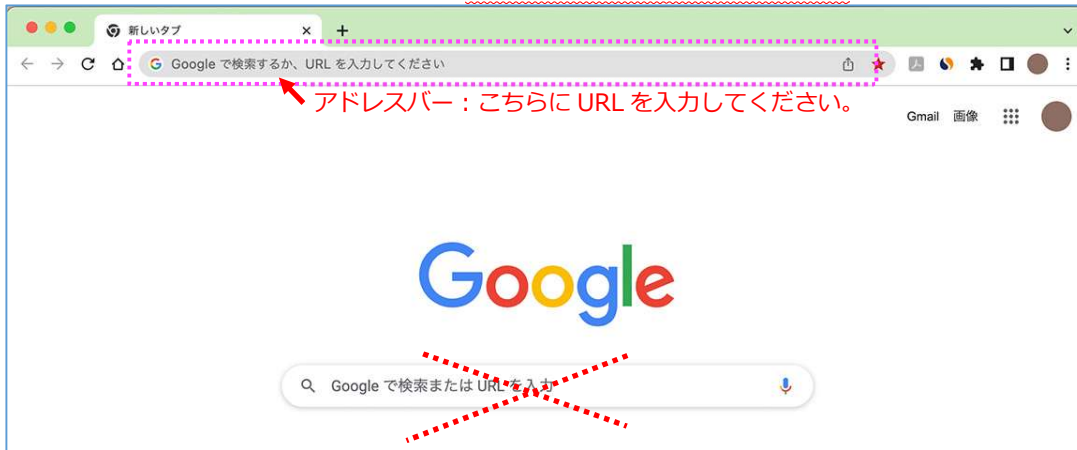 新しいタブ
Google で検索するか、URL を入力してください
アドレスバー：こちらに URL を入力してください。
Gmail 画像
Google
Google で検索または URL を入力